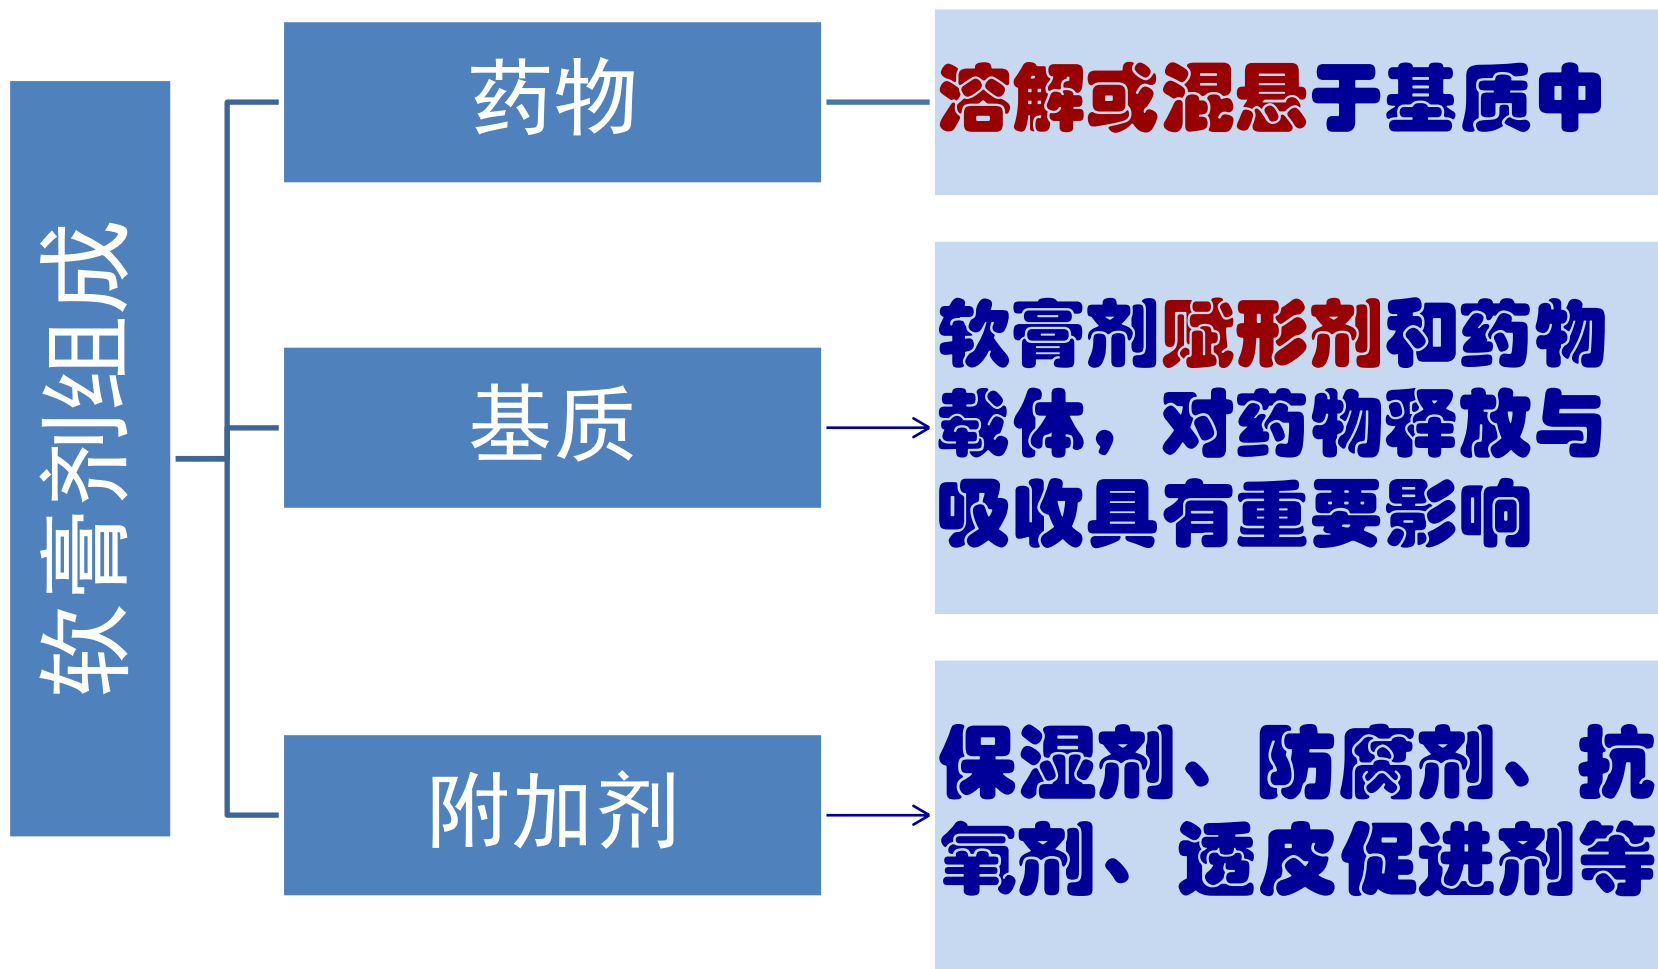 软膏剂组成
药物
溶解或混悬于基质中
基质
软膏剂赋形剂和药物
载体，对药物释放与
吸收具有重要影响
附加剂
保湿剂、防腐剂、抗
氧剂、透皮促进剂等